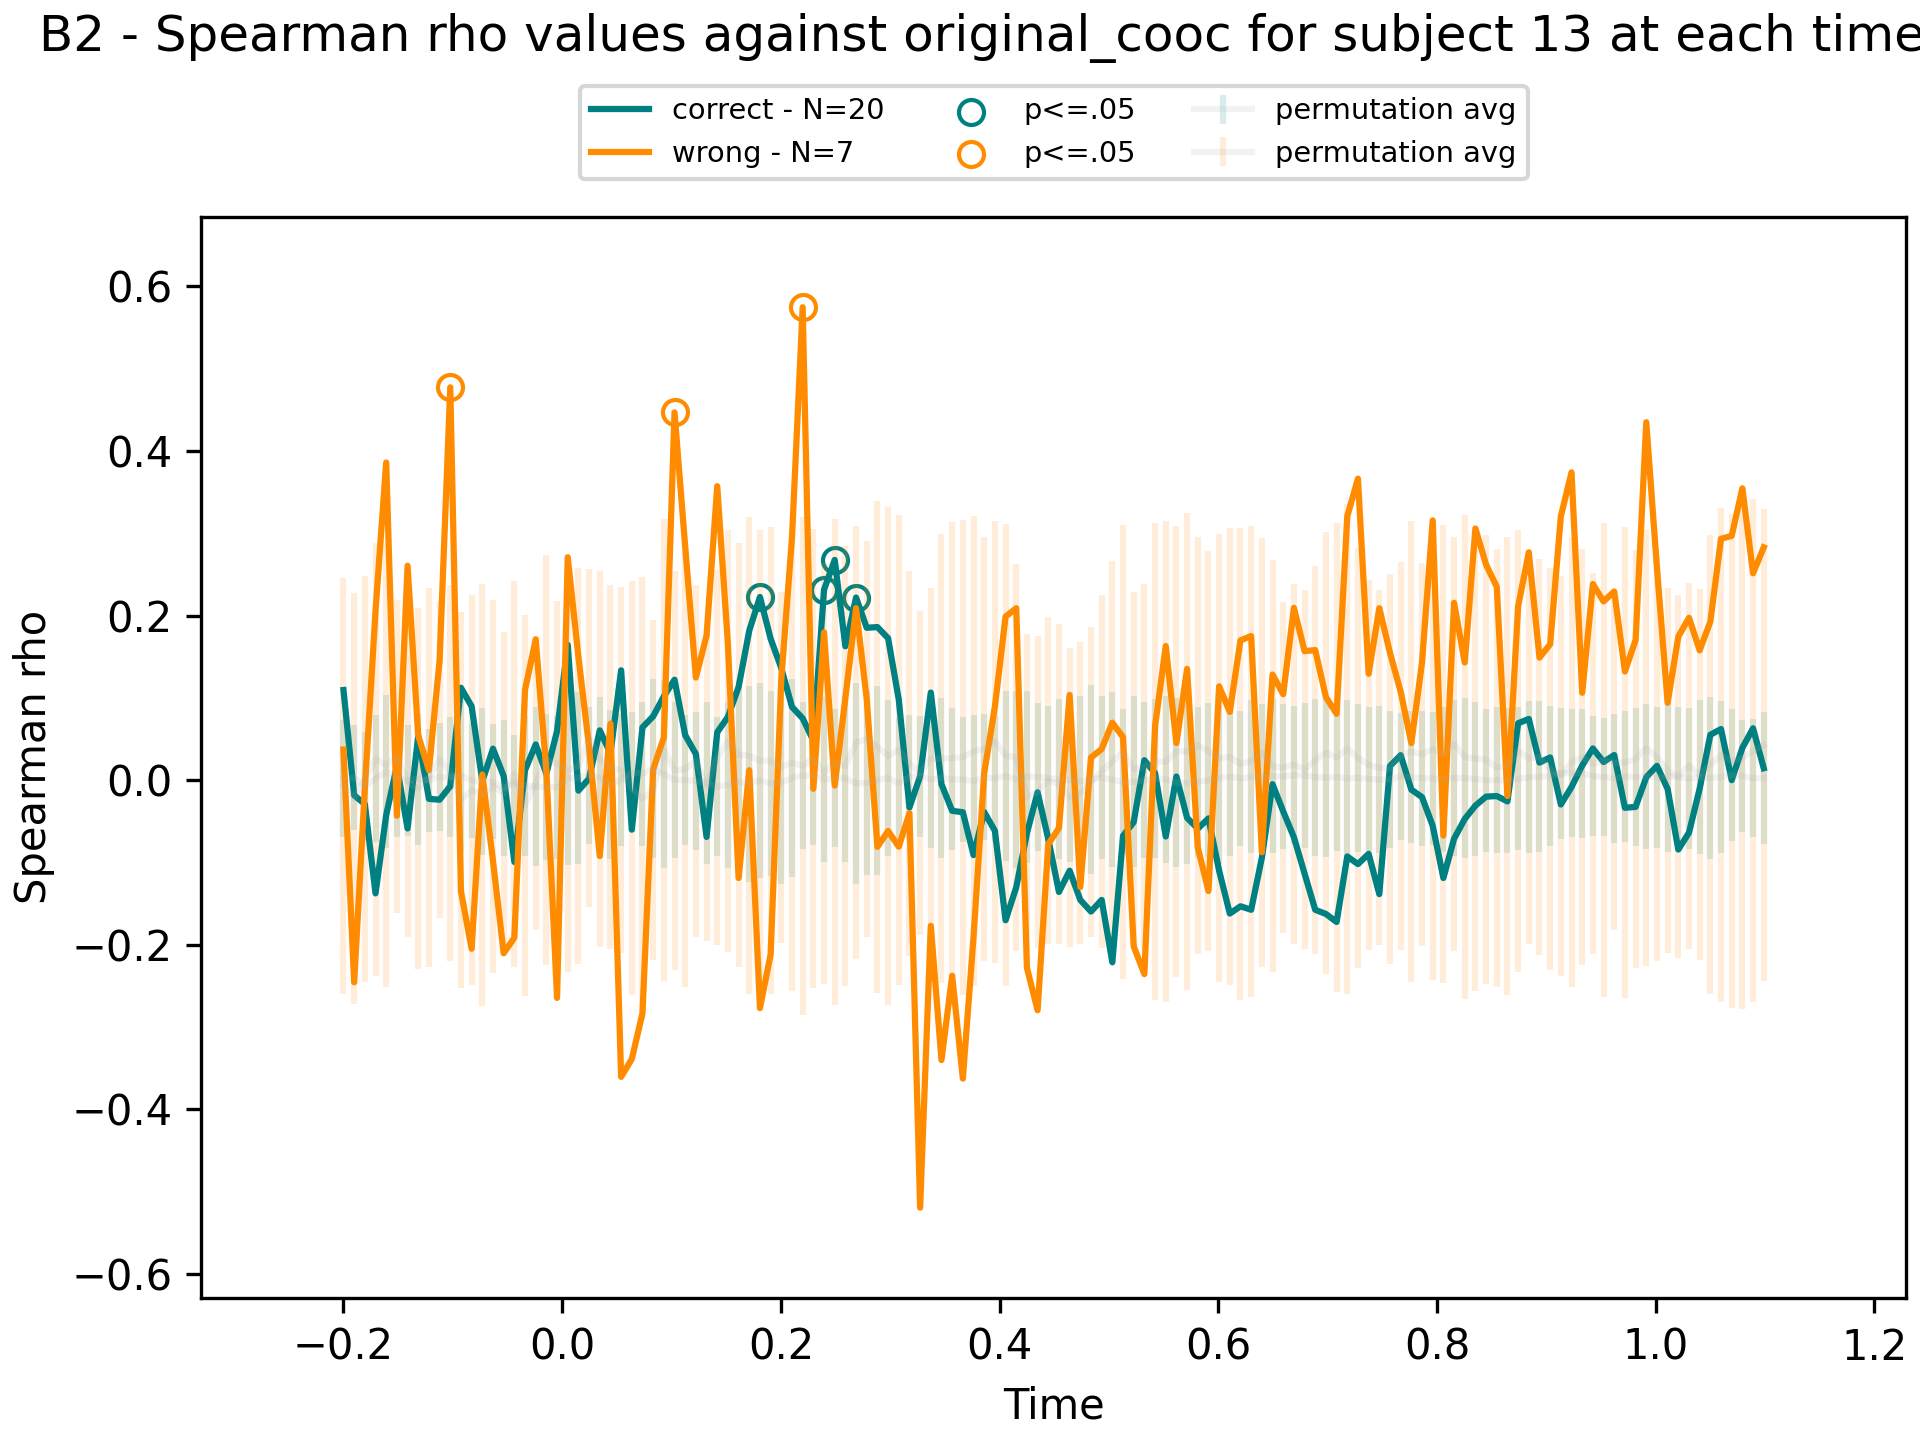 B2 - Spearman rho values against original_cooc for subject 13 at each time
correct - N=20
wrong - N=7
p<=.05
p<=.05
permutation avg
permutation avg
Spearman rho
0.6
0.4
0.2
0.0
−0.2
−0.4
−0.6
−0.2
0.0
0.2
0.4
0.6
0.8
1.0
1.2
Time